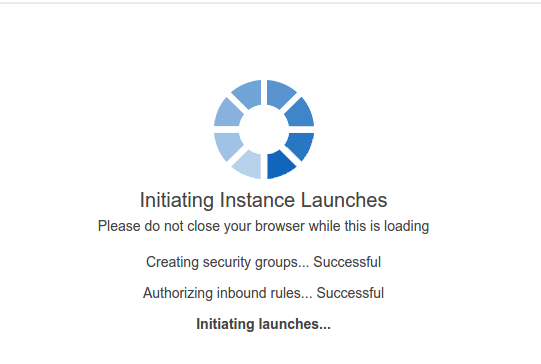 Initiating Instance Launches
Please do not close your browser while this is loading
Creating security groups... Successful
Authorizing inbound rules... Successful
Initiating launches...